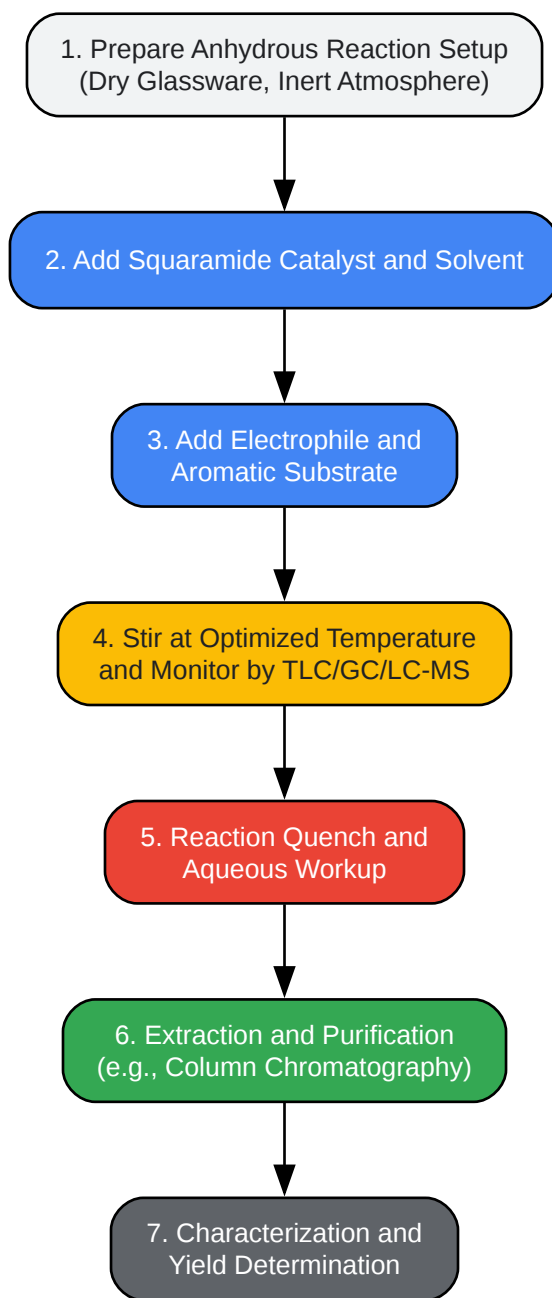 1. Prepare Anhydrous Reaction Setup
(Dry Glassware, Inert Atmosphere)
2. Add Squaramide Catalyst and Solvent
3. Add Electrophile and
Aromatic Substrate
4. Stir at Optimized Temperature
and Monitor by TLC/GC/LC-MS
5. Reaction Quench and
Aqueous Workup
6. Extraction and Purification
(e.g., Column Chromatography)
7. Characterization and
Yield Determination